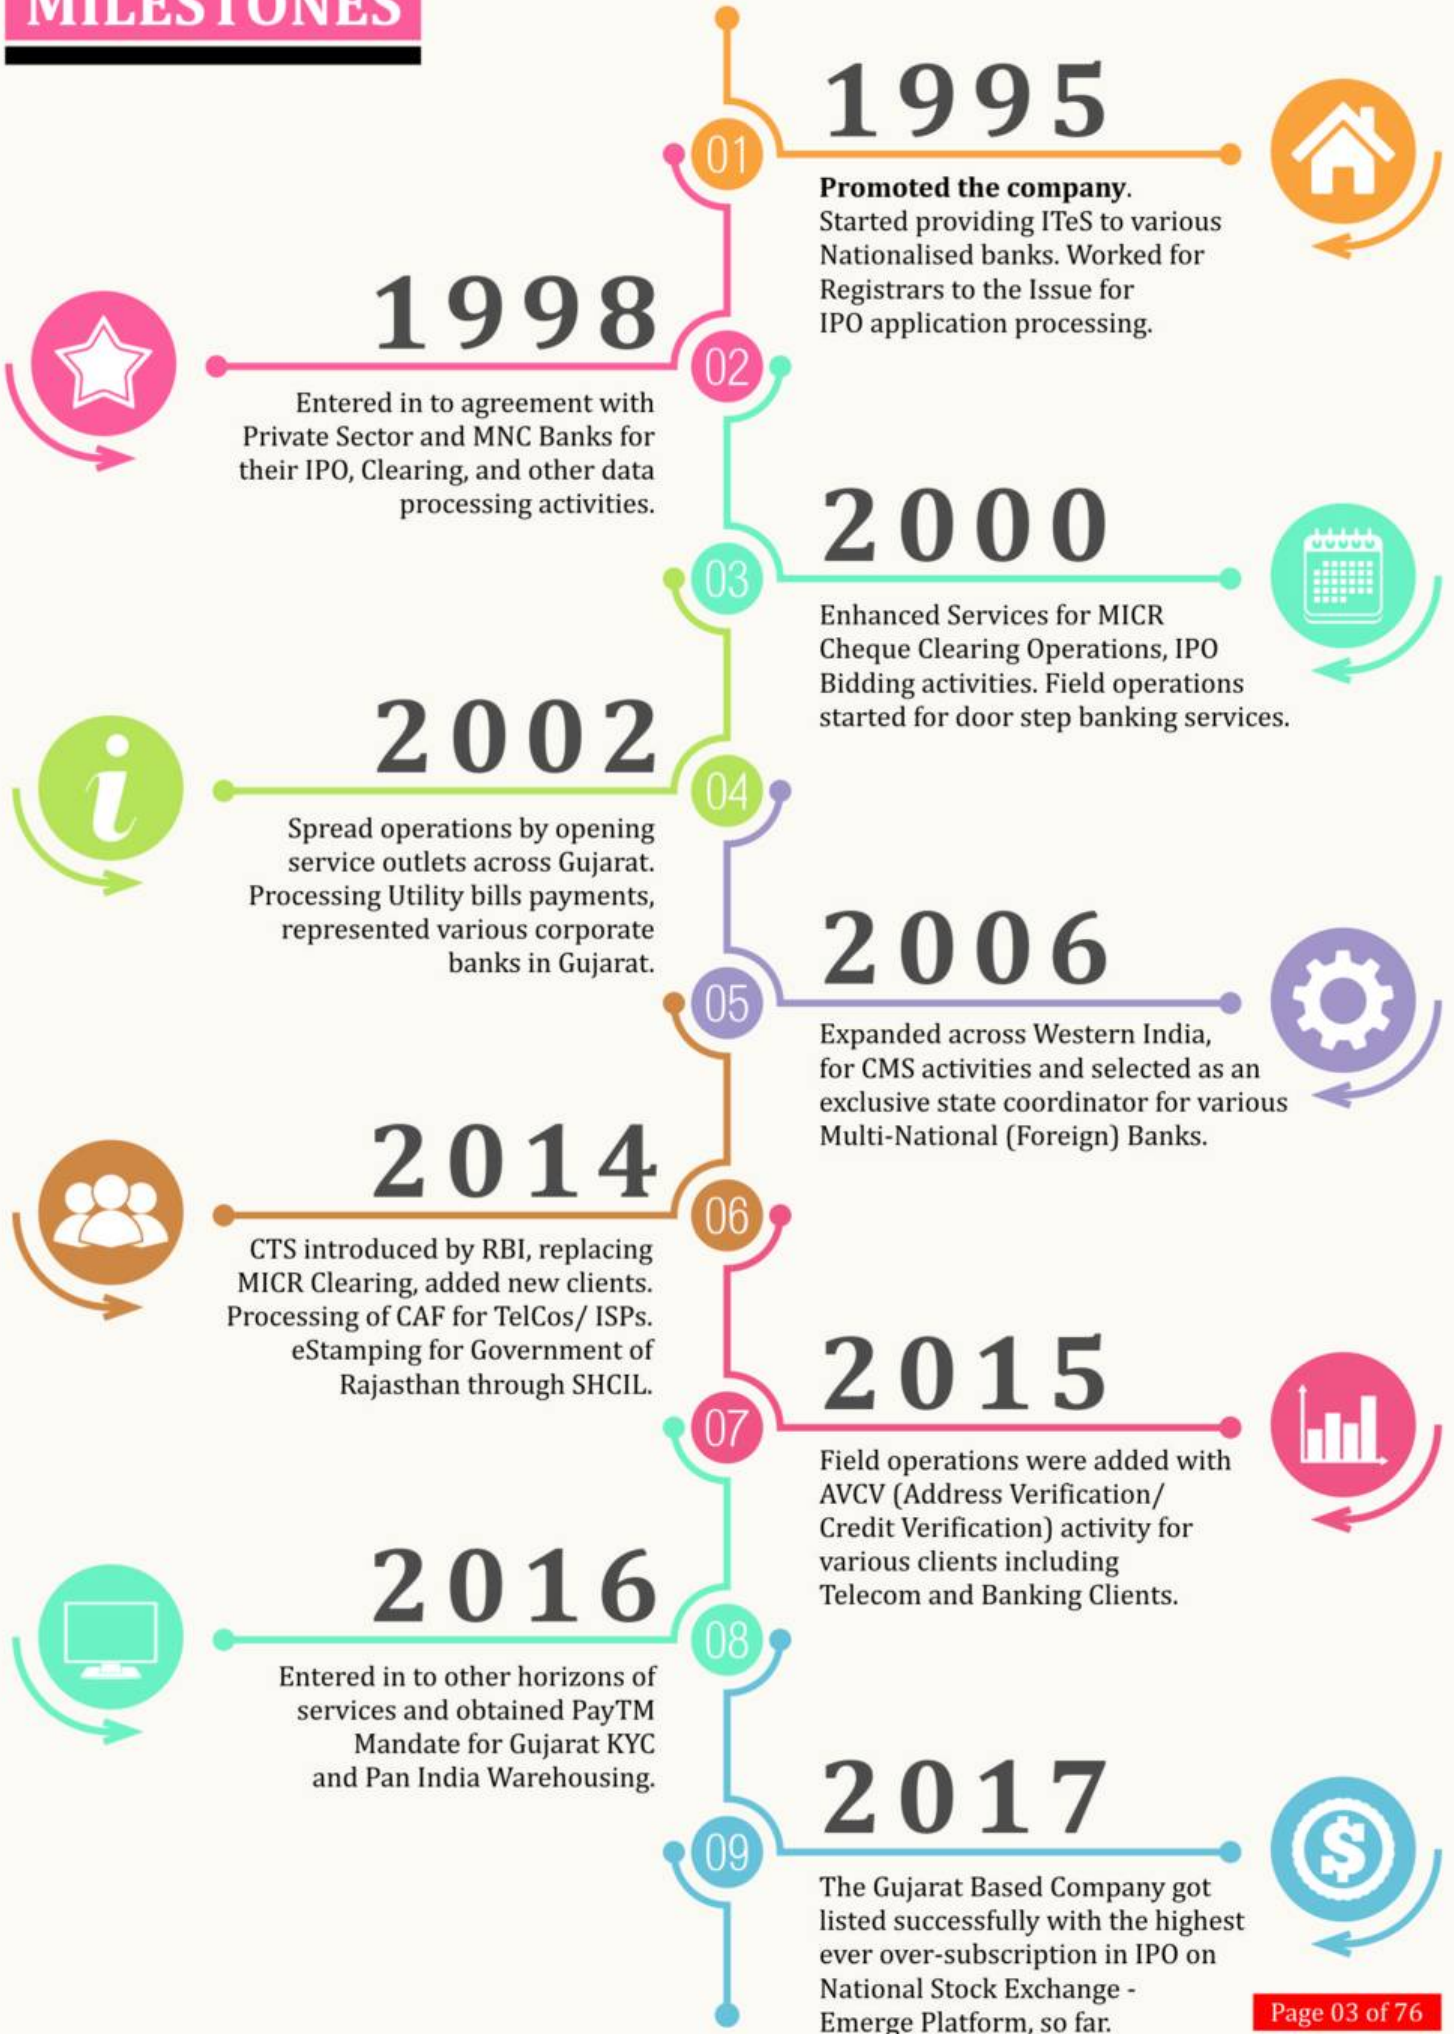 MILESTONES
01
1995
Promoted the company.
Started providing ITeS to various
Nationalised banks. Worked for
Registrars to the Issue for
IPO application processing.
1998
02
Entered in to agreement with
Private Sector and MNC Banks for
their IPO, Clearing, and other data
processing activities.
03
2000
Enhanced Services for MICR
Cheque Clearing Operations, IPO
Bidding activities. Field operations
started for door step banking services.
2002
04
Spread operations by opening
service outlets across Gujarat.
Processing Utility bills payments,
represented various corporate
banks in Gujarat.
05
2006
Expanded across Western India,
for CMS activities and selected as an
exclusive state coordinator for various
Multi-National (Foreign) Banks.
2014
06
CTS introduced by RBI, replacing
MICR Clearing, added new clients.
Processing of CAF for TelCos/ ISPs.
eStamping for Government of
Rajasthan through SHCIL.
07
2015
Field operations were added with
AVCV (Address Verification/
Credit Verification) activity for
various clients including
Telecom and Banking Clients.
2016
08
Entered in to other horizons of
services and obtained PayTM
Mandate for Gujarat KYC
and Pan India Warehousing.
09
2017
The Gujarat Based Company got
listed successfully with the highest
ever over-subscription in IPO on
National Stock Exchange -
Emerge Platform, so far.
Page 03 of 76